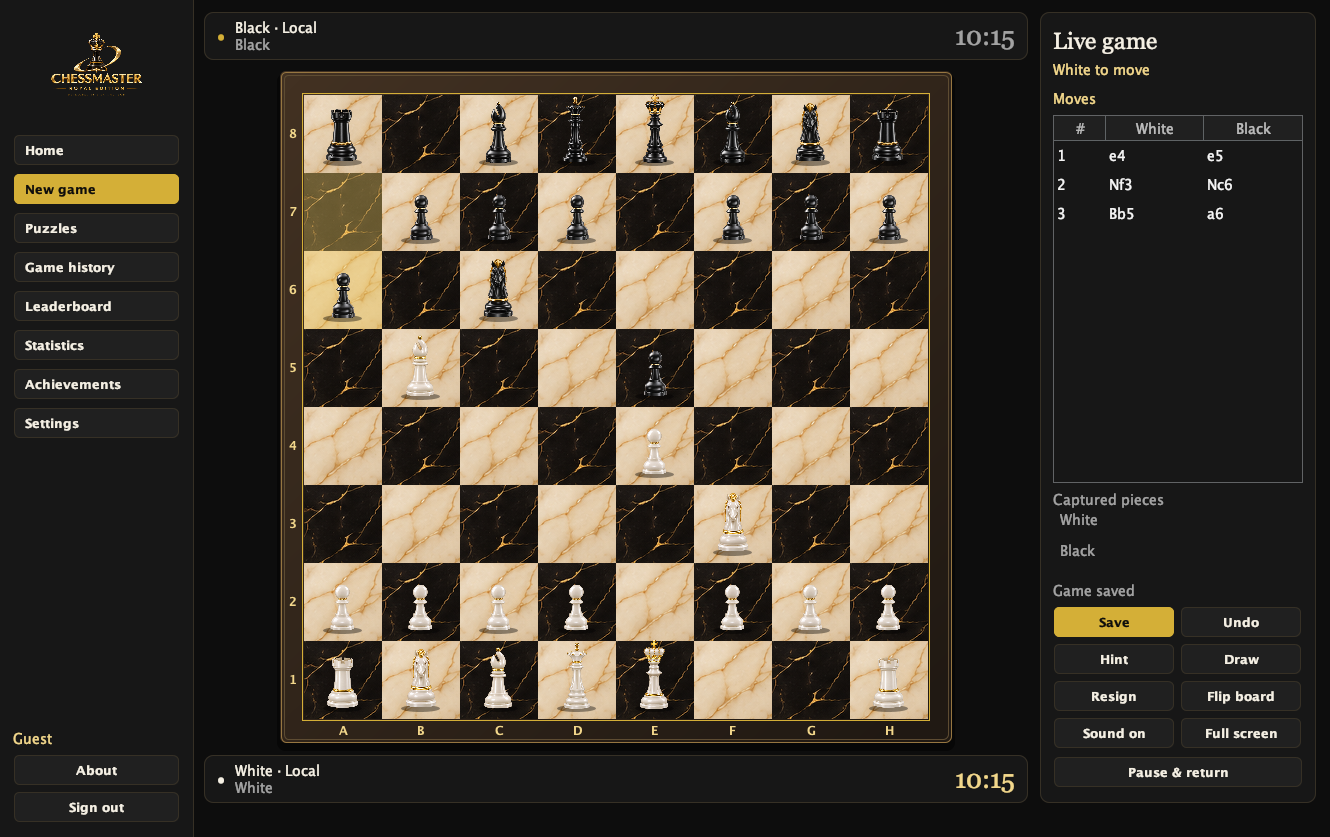 CHESSMASTER
ROYAL EDITION
Home
New game
Puzzles
Game history
Leaderboard
Statistics
Achievements
Settings
Guest
About
Sign out
Black · Local
Black
10:15
8
7
6
5
4
3
2
1
A B C D E F G H
White · Local
White
10:15
Live game
White to move
Moves
# White Black
1 e4 e5
2 Nf3 Nc6
3 Bb5 a6
Captured pieces
White
Black
Game saved
Save Undo
Hint Draw
Resign Flip board
Sound on Full screen
Pause & return